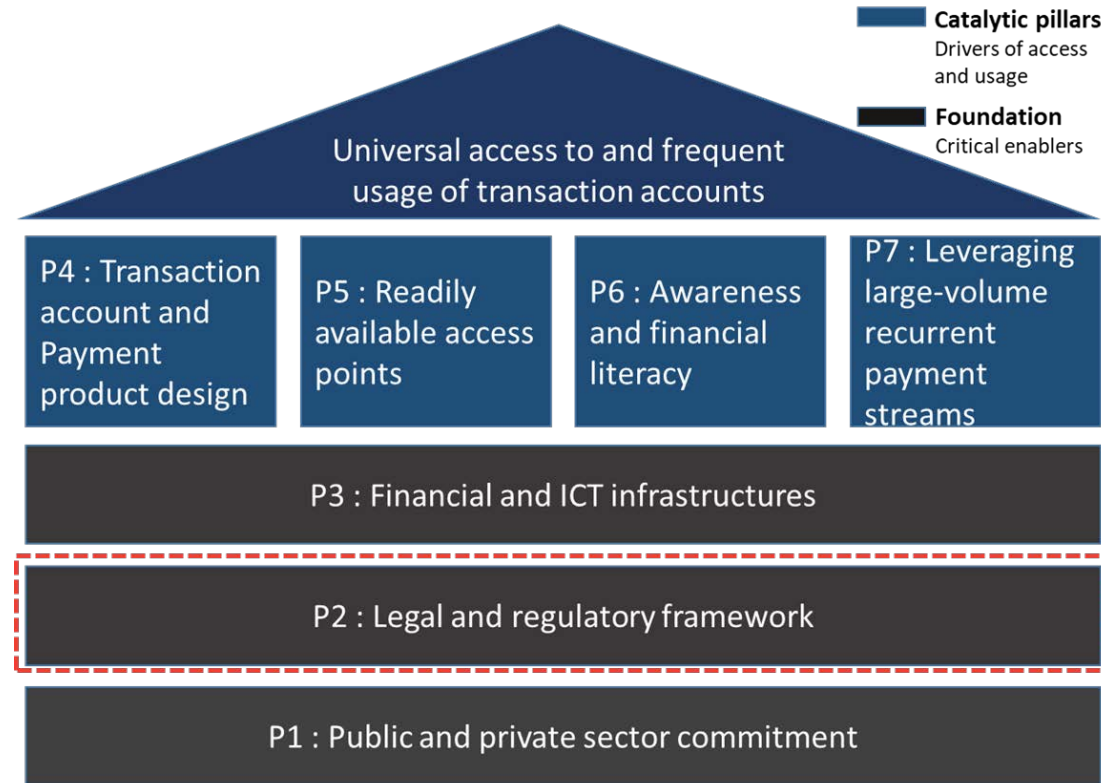 Catalytic pillars
Drivers of access
and usage
Foundation
Critical enablers
Universal access to and frequent
usage of transaction accounts
P4 : Transaction
account and
Payment
product design
P5 : Readily
available access
points
P6 : Awareness
and financial
literacy
P7 : Leveraging
large-volume
recurrent
payment
streams
P3 : Financial and ICT infrastructures
P2 : Legal and regulatory framework
P1 : Public and private sector commitment